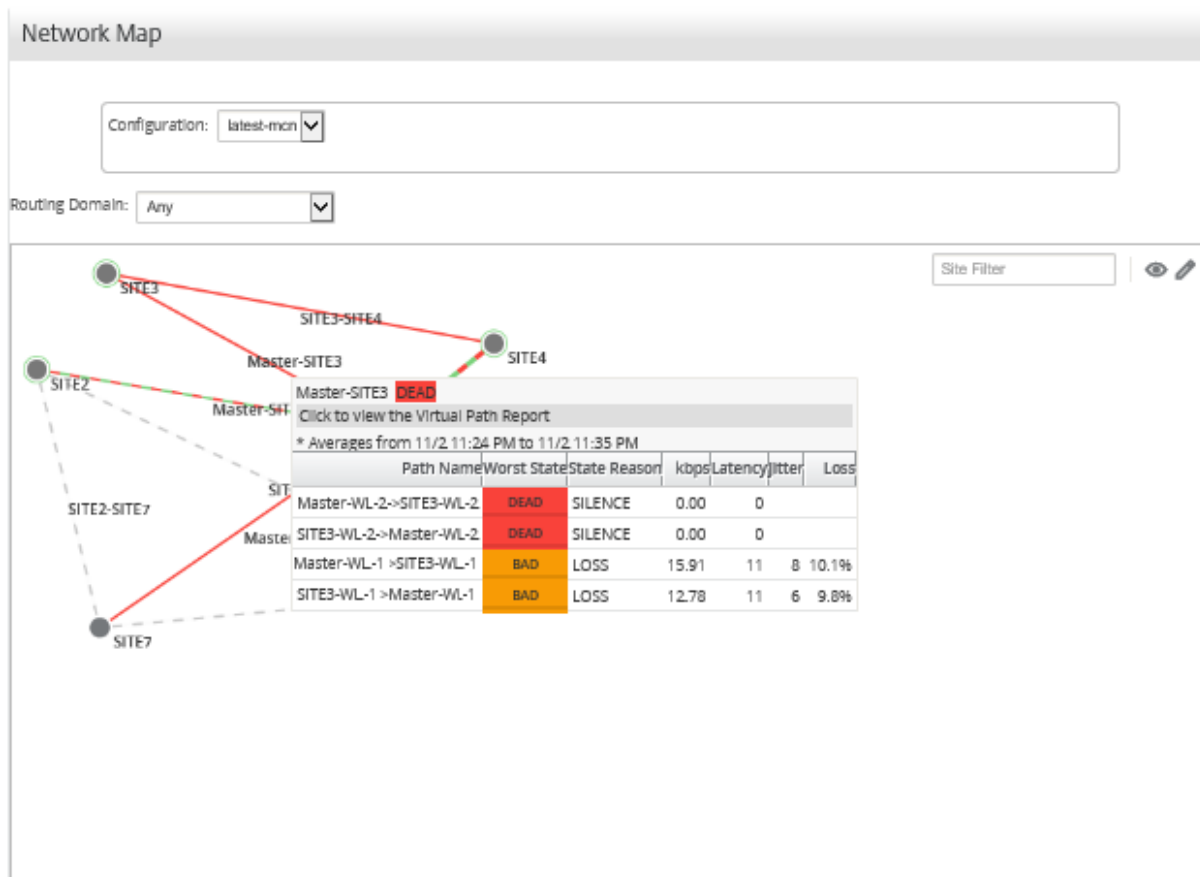 Network Map
Configuration: latest-mcn
Routing Domain: Any
Site Filter
SITE3
SITE3-SITE4
SITE4
Master-SITE3
SITE2
Master-SIT
Master-SITE3 DEAD
Click to view the Virtual Path Report
* Averages from 11/2 11:24 PM to 11/2 11:35 PM
Path Name Worst State State Reason kbps Latency Jitter Loss
SIT
Master-WL-2->SITE3-WL-2 DEAD SILENCE 0.00 0
SITE2-SITE7
Master
SITE3-WL-2->Master-WL-2 DEAD SILENCE 0.00 0
Master-WL-1 >SITE3-WL-1 BAD LOSS 15.91 11 8 10.1%
SITE3-WL-1 >Master-WL-1 BAD LOSS 12.78 11 6 9.8%
SITE7